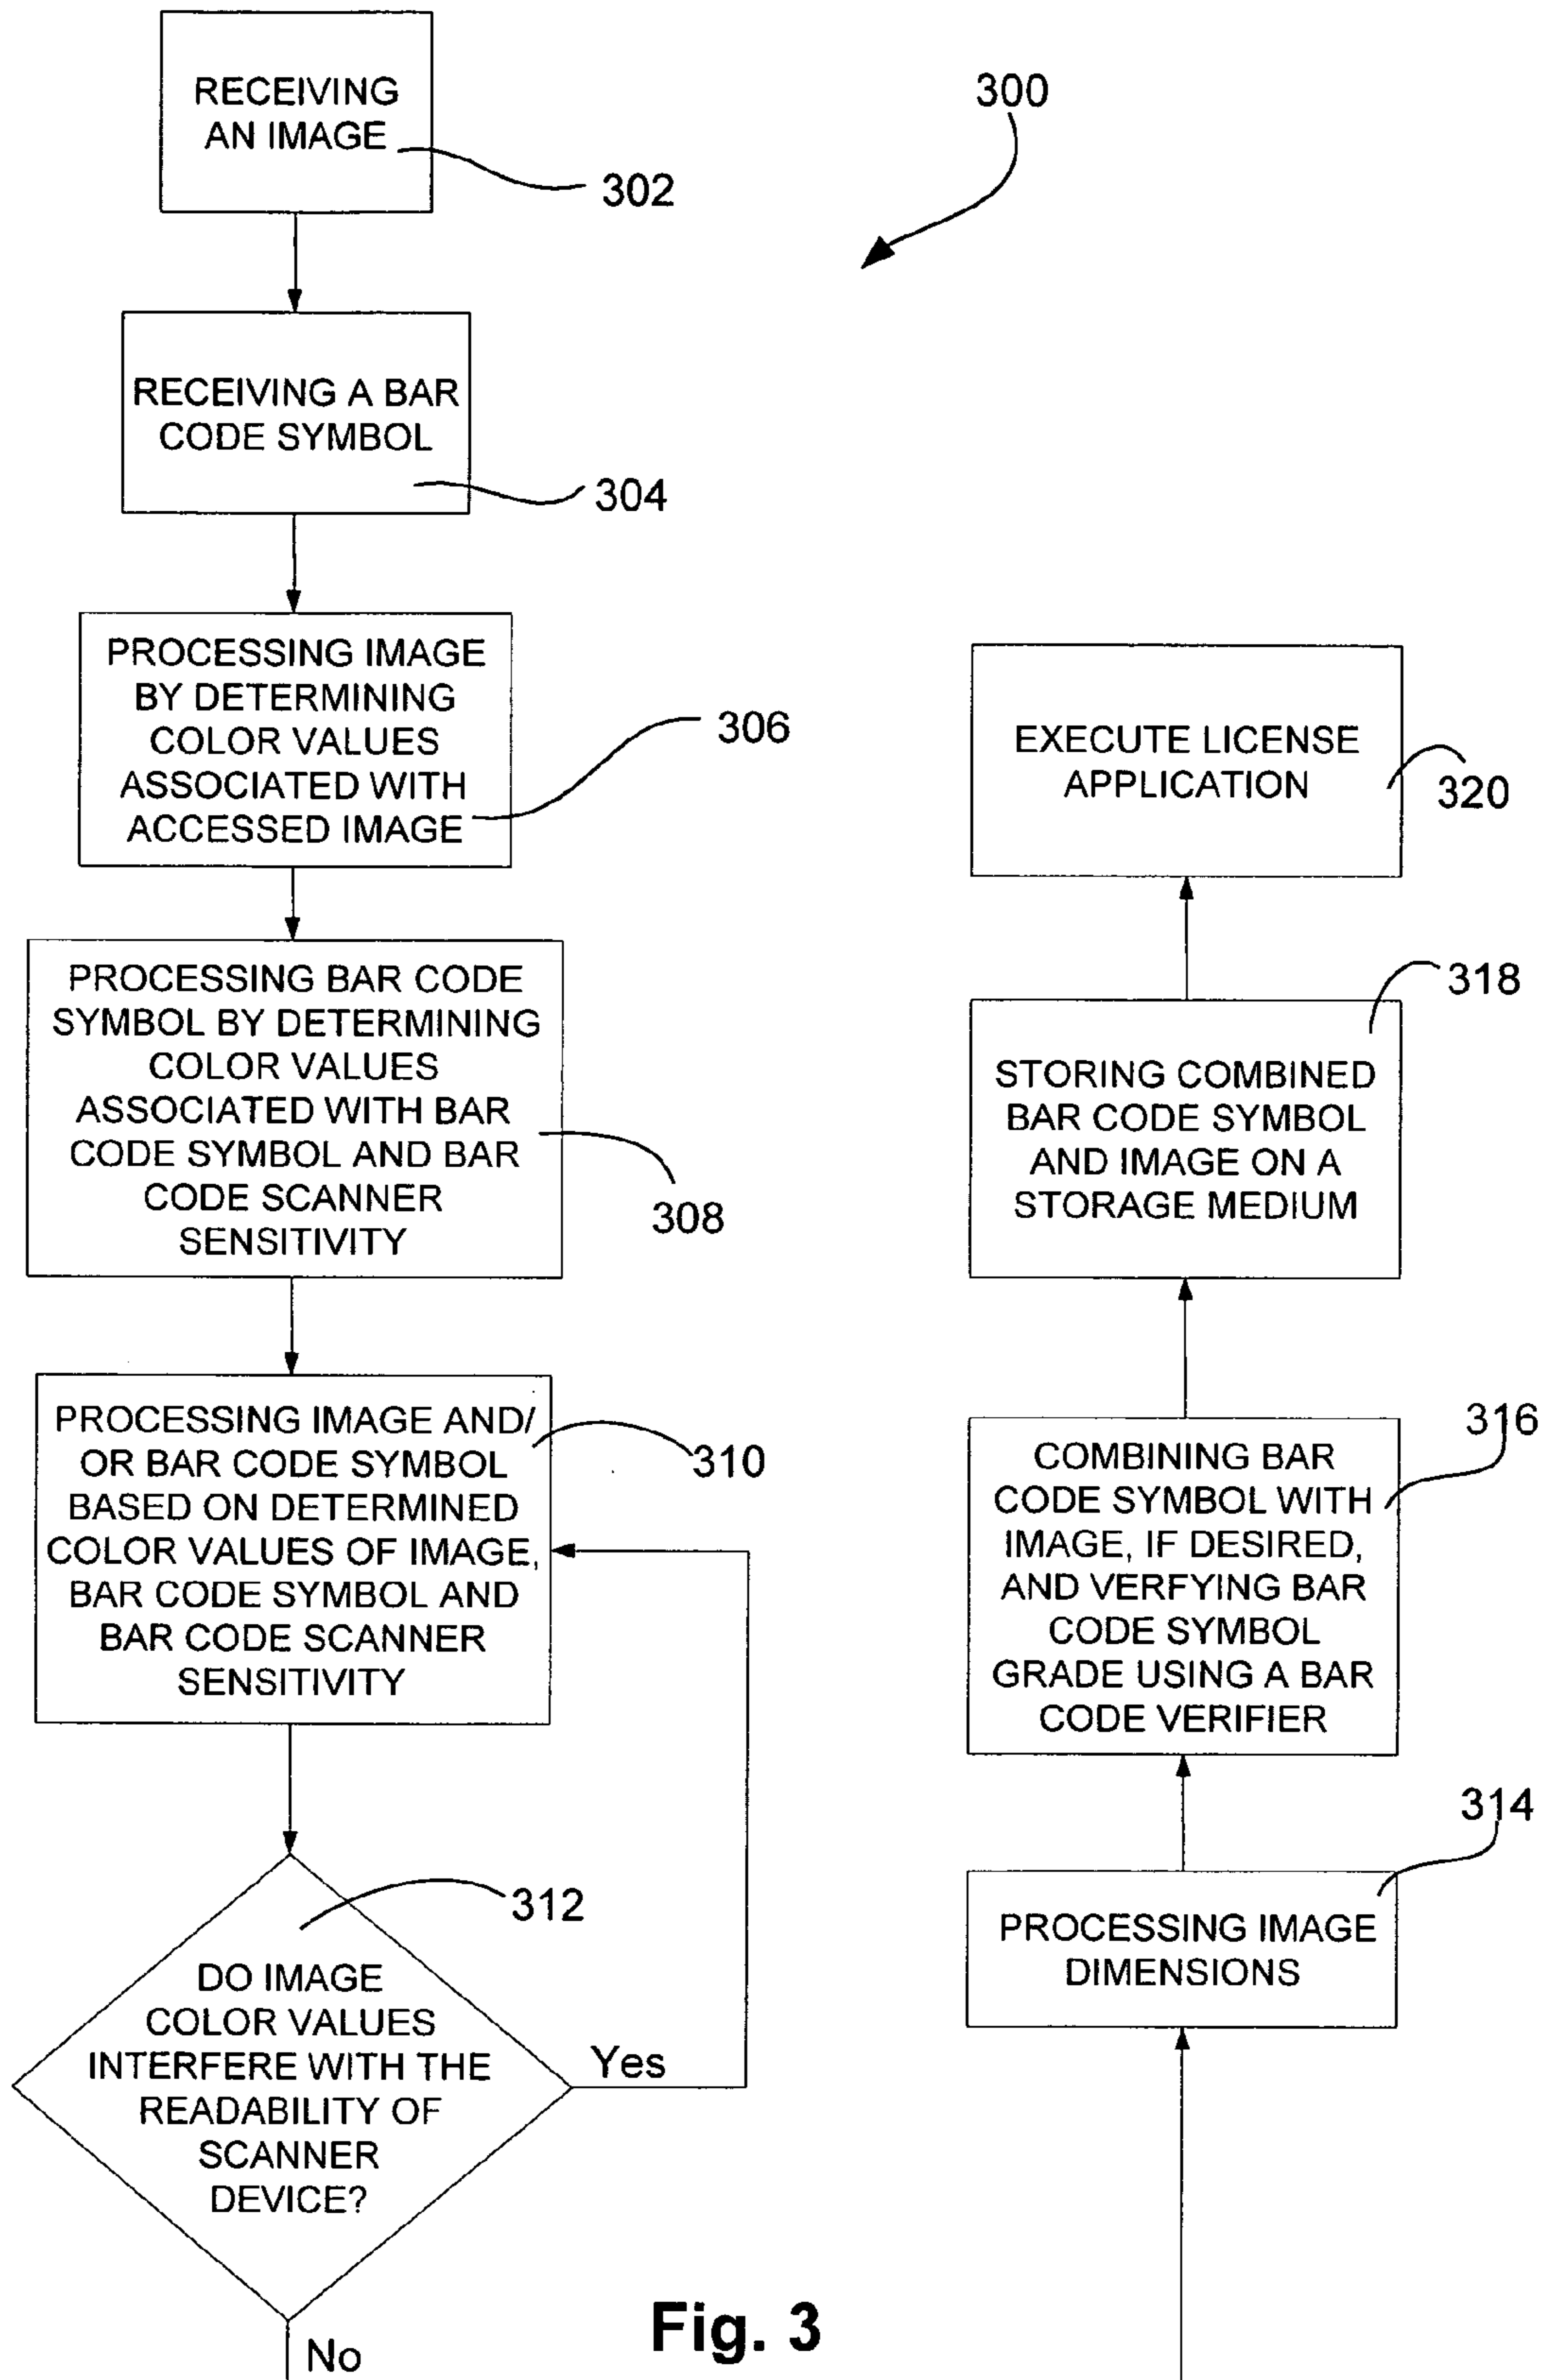 RECEIVING
AN IMAGE
302
300
RECEIVING A BAR
CODE SYMBOL
304
PROCESSING IMAGE
BY DETERMINING
COLOR VALUES
ASSOCIATED WITH
ACCESSED IMAGE
306
PROCESSING BAR CODE
SYMBOL BY DETERMINING
COLOR VALUES
ASSOCIATED WITH BAR
CODE SYMBOL AND BAR
CODE SCANNER
SENSITIVITY
308
PROCESSING IMAGE AND/
OR BAR CODE SYMBOL
BASED ON DETERMINED
COLOR VALUES OF IMAGE,
BAR CODE SYMBOL AND
BAR CODE SCANNER
SENSITIVITY
310
312
DO IMAGE
COLOR VALUES
INTERFERE WITH THE
READABILITY OF
SCANNER
DEVICE?
Yes
No
314
PROCESSING IMAGE
DIMENSIONS
316
COMBINING BAR
CODE SYMBOL WITH
IMAGE, IF DESIRED,
AND VERFYING BAR
CODE SYMBOL
GRADE USING A BAR
CODE VERIFIER
318
STORING COMBINED
BAR CODE SYMBOL
AND IMAGE ON A
STORAGE MEDIUM
EXECUTE LICENSE
APPLICATION
320
Fig. 3